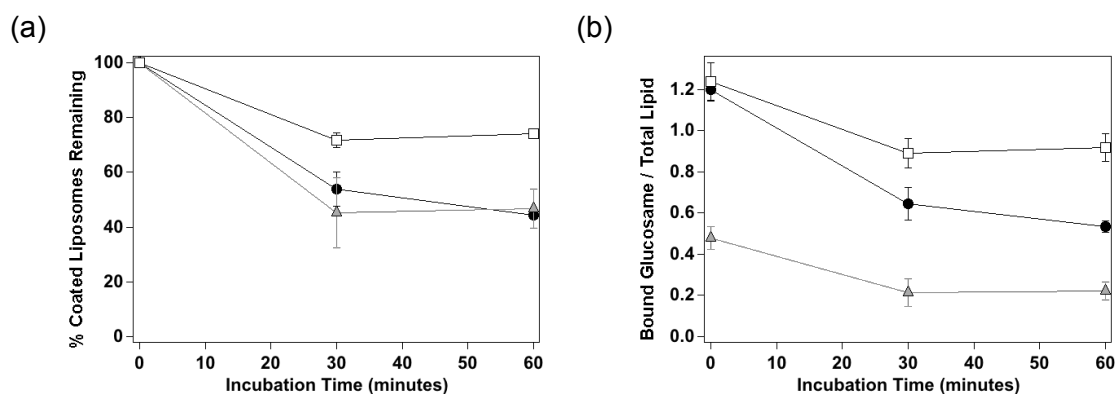 (a)
% Coated Liposomes Remaining
100
80
60
40
20
0
0 10 20 30 40 50 60
Incubation Time (minutes)
(b)
Bound Glucosame / Total Lipid
1.2
1.0
0.8
0.6
0.4
0.2
0.0
0 10 20 30 40 50 60
Incubation Time (minutes)